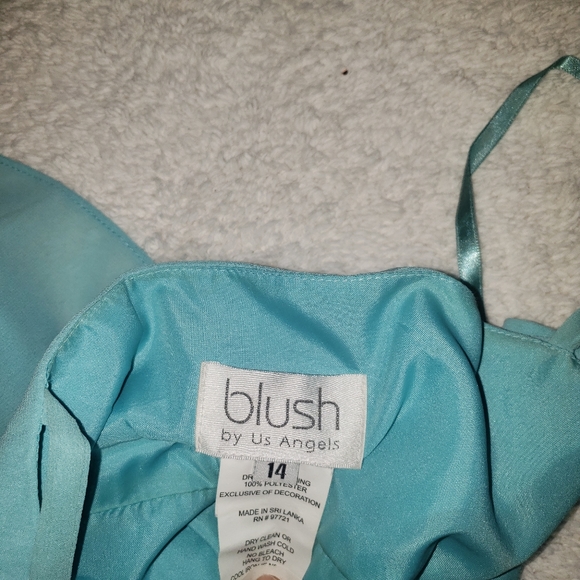 blush
by Us Angels
14
100% POLYESTER
EXCLUSIVE OF DECORATION
MADE IN SRI LANKA
RN # 97721
DRY CLEAN OR
HAND WASH COLD
NO BLEACH
HANG TO DRY
COOL